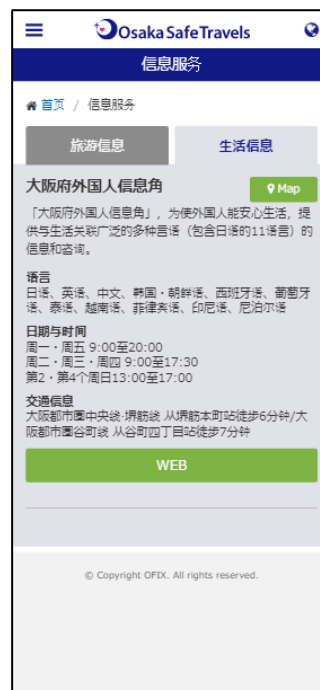 Osaka Safe Travels
信息服务
首页 / 信息服务
旅游信息
生活信息
大阪府外国人信息角
Map
「大阪府外国人信息角」，为使外国人能安心生活，提
供与生活关联广泛的多种言语（包含日语的11语言）的
信息和咨询。
语言
日语、英语、中文、韩国・朝鲜语、西班牙语、葡萄牙
语、泰语、越南语、菲律宾语、印尼语、尼泊尔语
日期与时间
周一・周五 9:00至20:00
周二・周三・周四 9:00至17:30
第2・第4个周日13:00至17:00
交通信息
大阪都市圏中央线·堺筋线 从堺筋本町站徒步6分钟/大
阪都市圏谷町线 从谷町四丁目站徒步7分钟
WEB
© Copyright OFIX. All rights reserved.